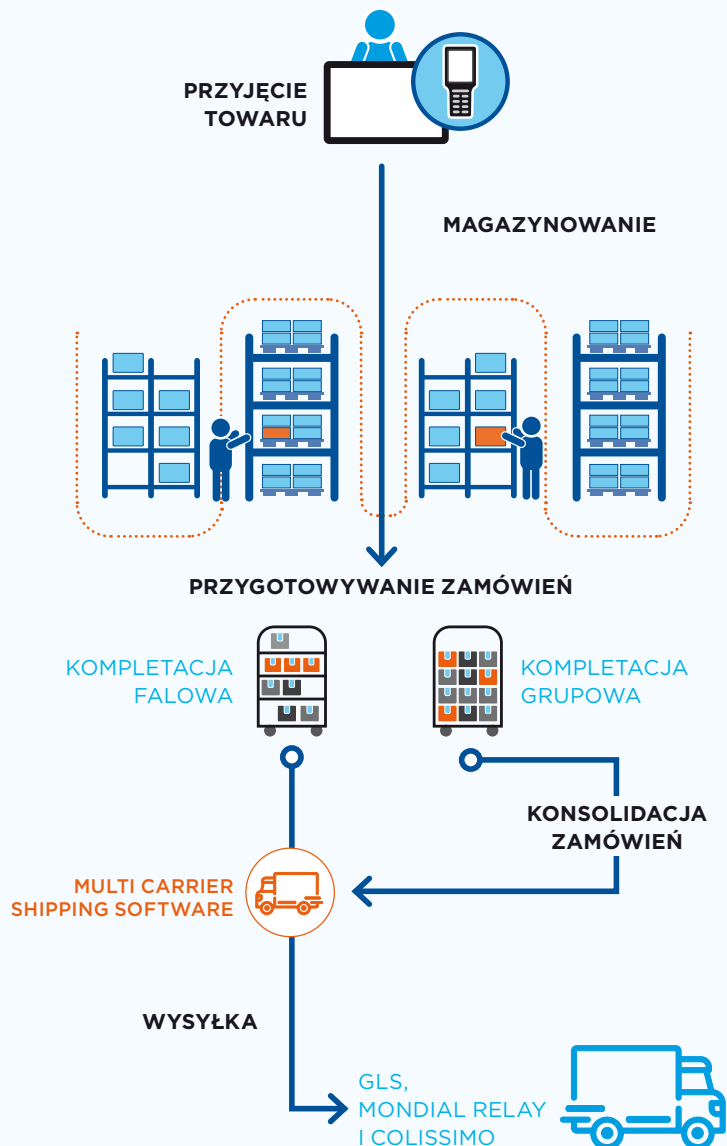 PRZYJĘCIE
TOWARU
MAGAZYNOWANIE
PRZYGOTOWYWANIE ZAMÓWIEŃ
KOMPLETACJA
FALOWA
KOMPLETACJA
GRUPOWA
KONSOLIDACJA
ZAMÓWIEŃ
MULTI CARRIER
SHIPPING SOFTWARE
WYSYŁKA
GLS,
MONDIAL RELAY
I COLISSIMO